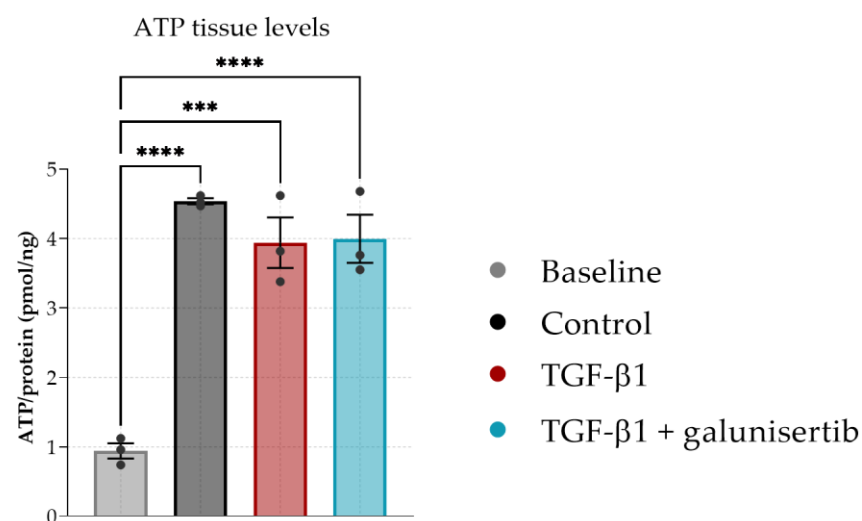 ATP tissue levels
****
***
****
ATP/protein (pmol/ng)
5
4
3
2
1
0
Baseline
Control
TGF-β1
TGF-β1 + galunisertib